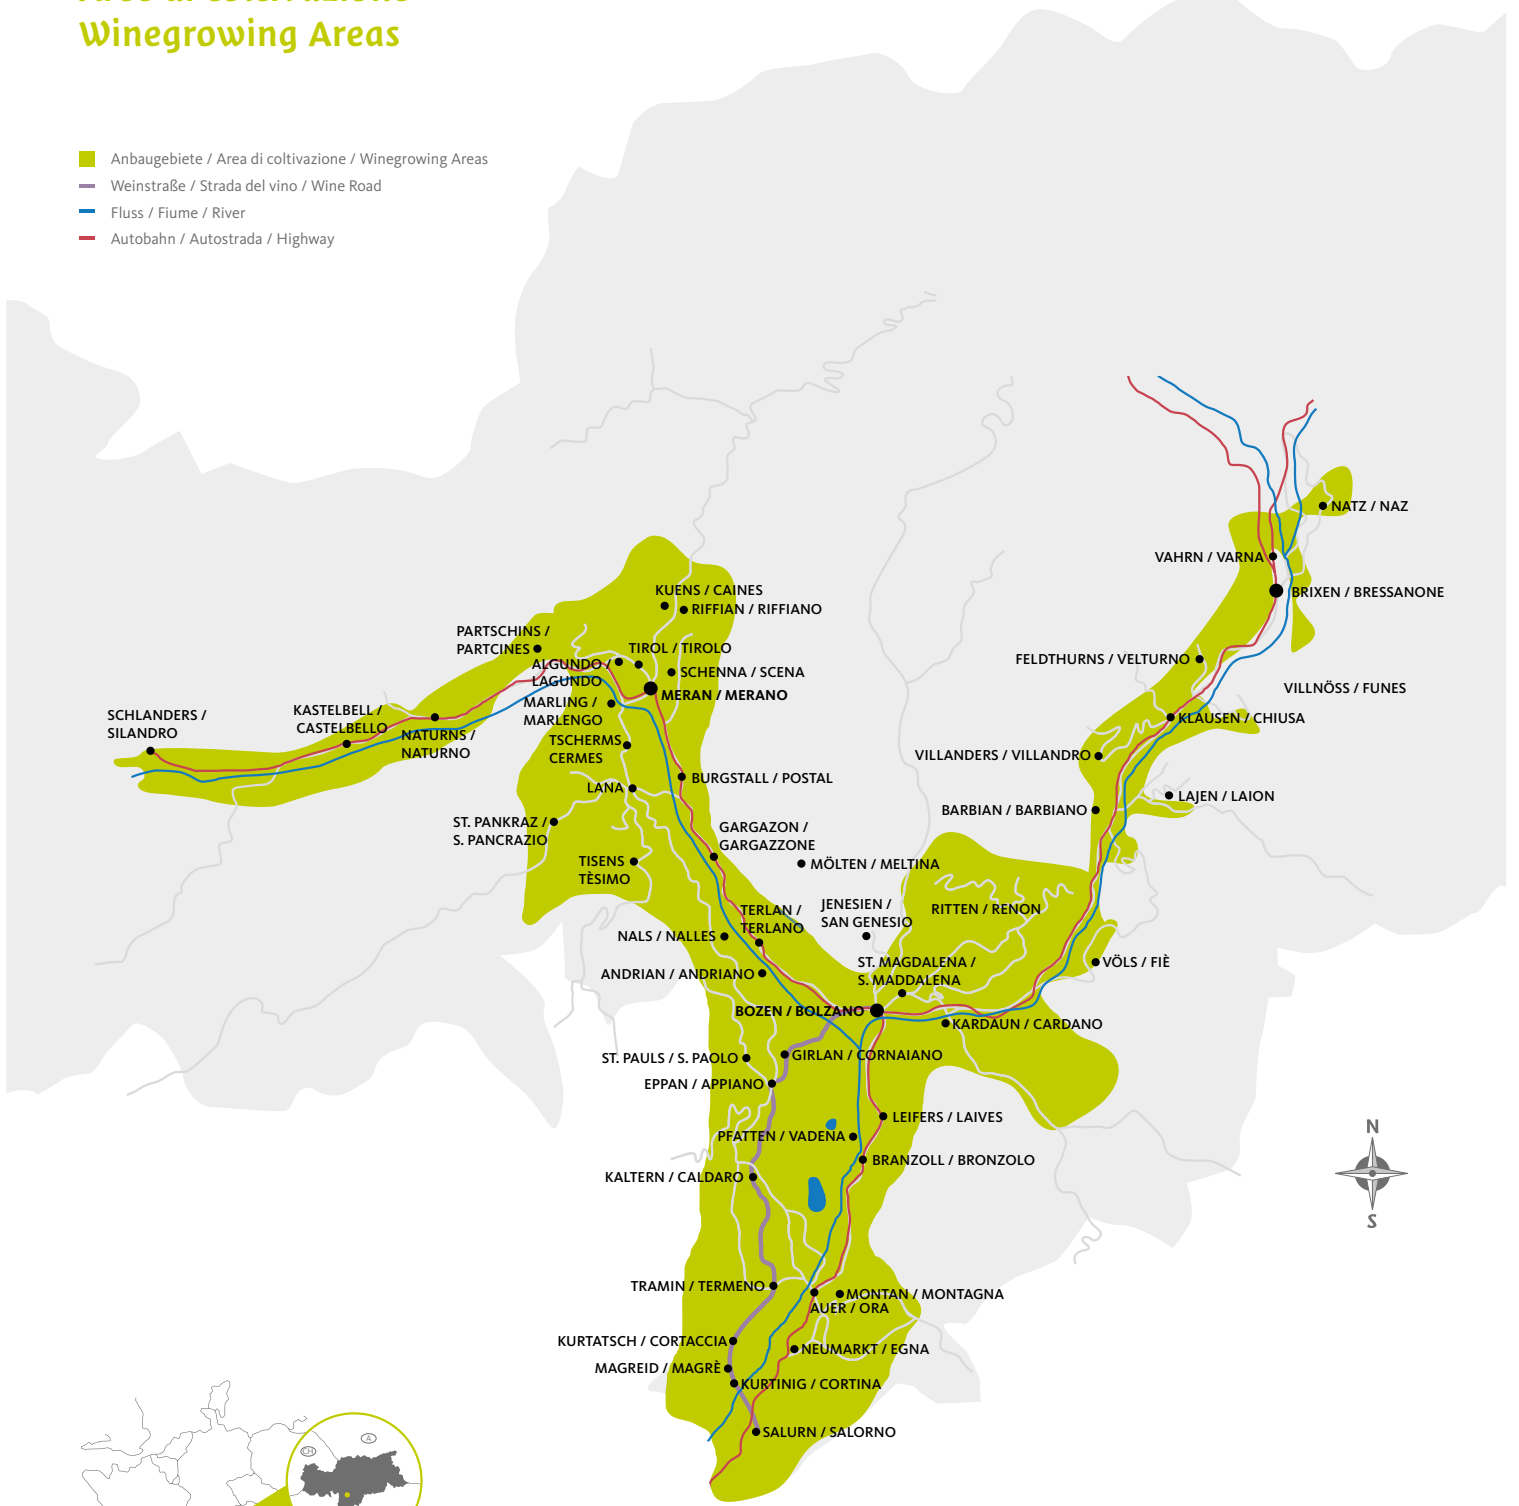 Winegrowing Areas
Anbaugebiete / Area di coltivazione / Winegrowing Areas
Weinstraße / Strada del vino / Wine Road
Fluss / Fiume / River
Autobahn / Autostrada / Highway
NATZ / NAZ
VAHRN / VARNA
BRIXEN / BRESSANONE
KUENS / CAINES
RIFFIAN / RIFFIANO
PARTSCHINS /
PARTCINES
TIROL / TIROLO
ALGUNDO /
LAGUNDO
SCHENNA / SCENA
MERAN / MERANO
FELDTHURNS / VELTURNO
VILLNÖSS / FUNES
MARLING /
MARLENGO
SCHLANDERS /
SILANDRO
KASTELBELL /
CASTELBELLO
NATURNS /
NATURNO
KLAUSEN / CHIUSA
TSCHERMS
CERMES
VILLANDERS / VILLANDRO
BURGSTALL / POSTAL
LANA
LAJEN / LAION
BARBIAN / BARBIANO
ST. PANKRAZ /
S. PANCRAZIO
GARGAZON /
GARGAZZONE
TISENS
TÈSIMO
MÖLTEN / MELTINA
TERLAN /
TERLANO
JENESIEN /
SAN GENESIO
RITTEN / RENON
NALS / NALLES
ST. MAGDALENA /
S. MADDALENA
VÖLS / FIÈ
ANDRIAN / ANDRIANO
BOZEN / BOLZANO
KARDAUN / CARDANO
ST. PAULS / S. PAOLO
GIRLAN / CORNAIANO
EPPAN / APPIANO
LEIFERS / LAIVES
PFATTEN / VADENA
BRANZOLL / BRONZOLO
KALTERN / CALDARO
N
S
TRAMIN / TERMENO
MONTAN / MONTAGNA
AUER / ORA
KURTATSCH / CORTACCIA
NEUMARKT / EGNA
MAGREID / MAGRÈ
KURTINIG / CORTINA
SALURN / SALORNO
A
CH